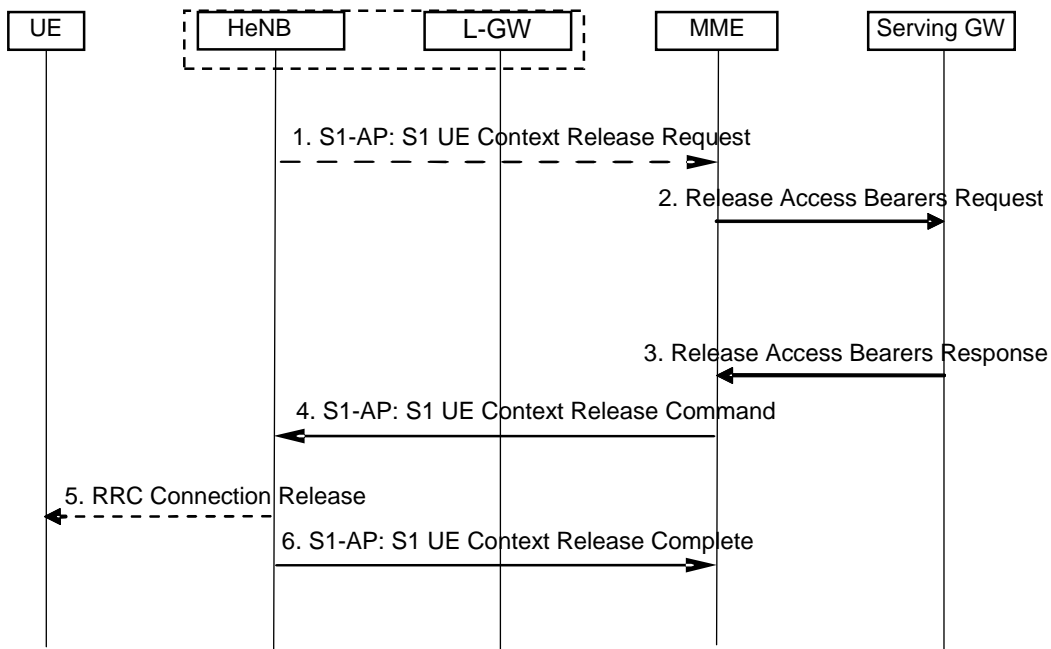 UE
HeNB
L-GW
MME
Serving GW
1. S1-AP: S1 UE Context Release Request
2. Release Access Bearers Request
3. Release Access Bearers Response
4. S1-AP: S1 UE Context Release Command
5. RRC Connection Release
6. S1-AP: S1 UE Context Release Complete